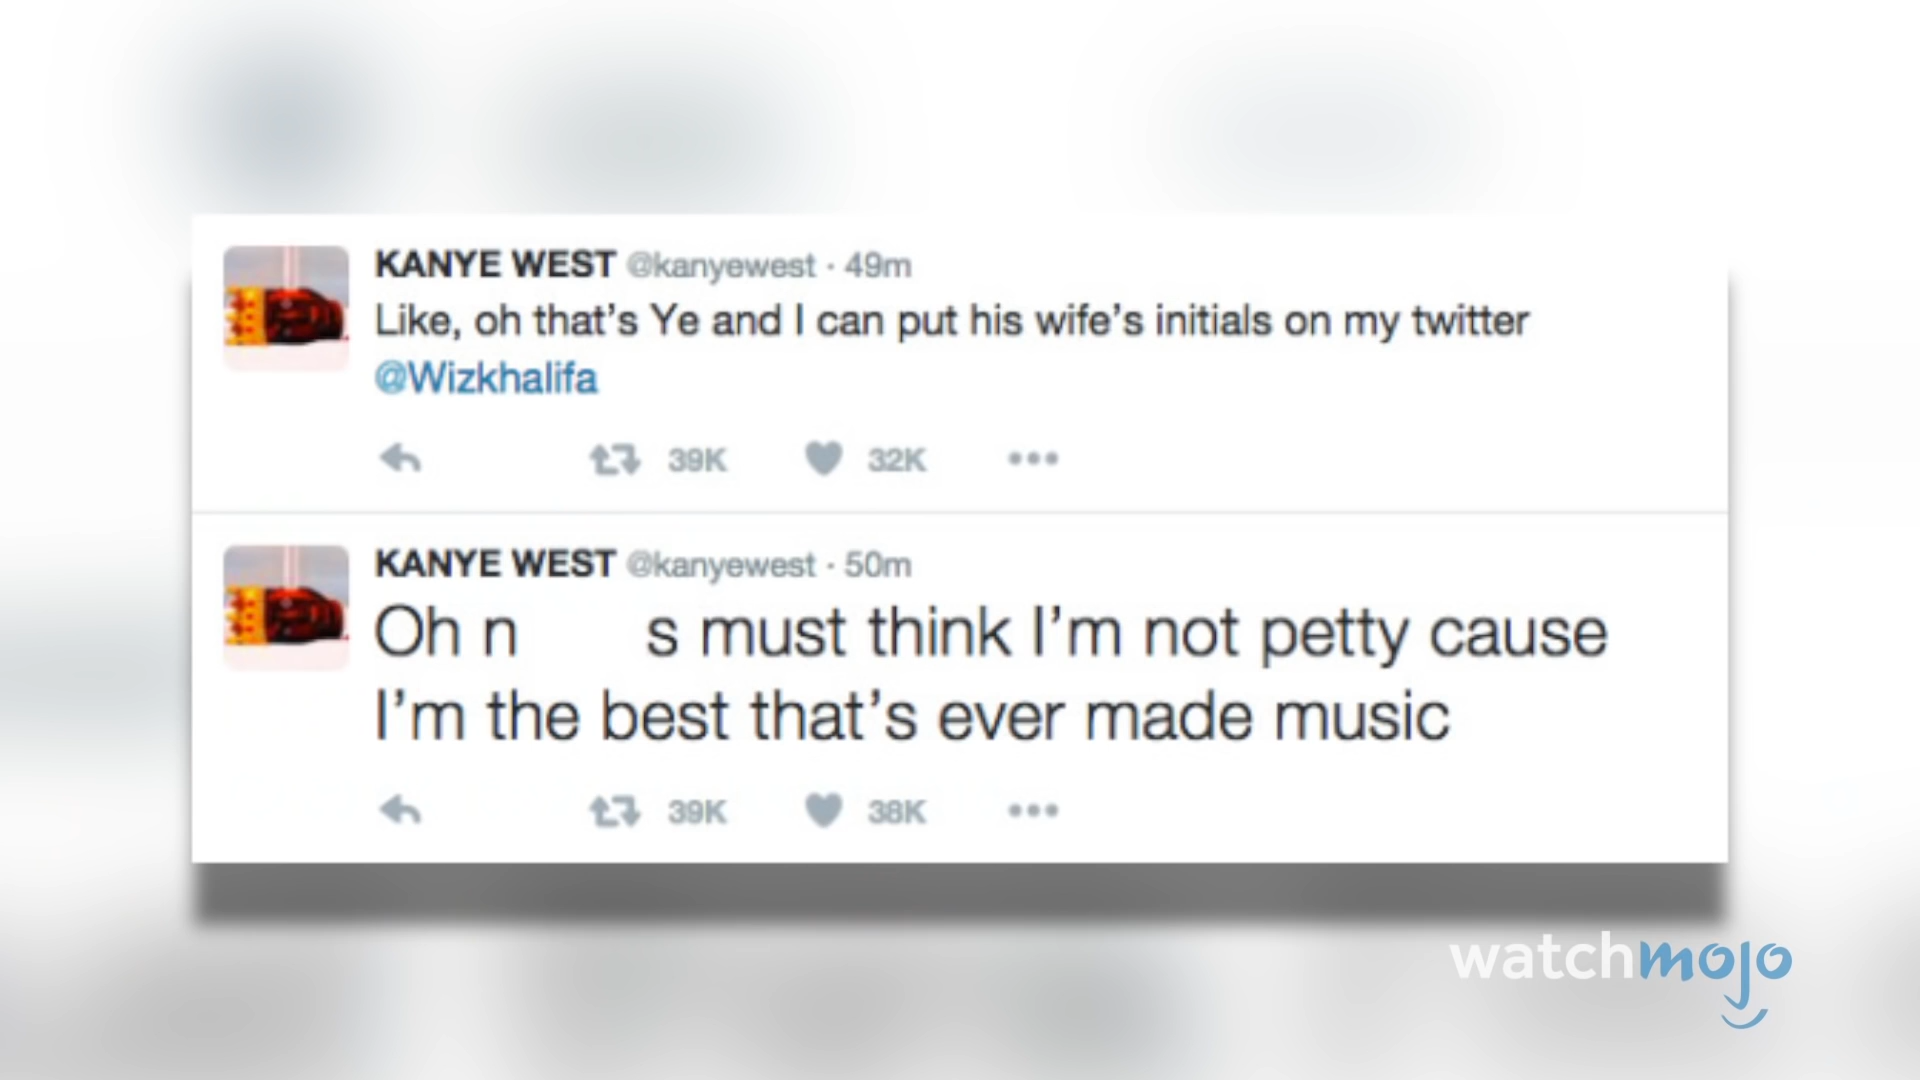 KANYE WEST @kanyewest · 49m
Like, oh that's Ye and I can put his wife's initials on my twitter
@Wizkhalifa
39K 32K
KANYE WEST @kanyewest · 50m
Oh n s must think I'm not petty cause
I'm the best that's ever made music
39K 38K
watchmojo